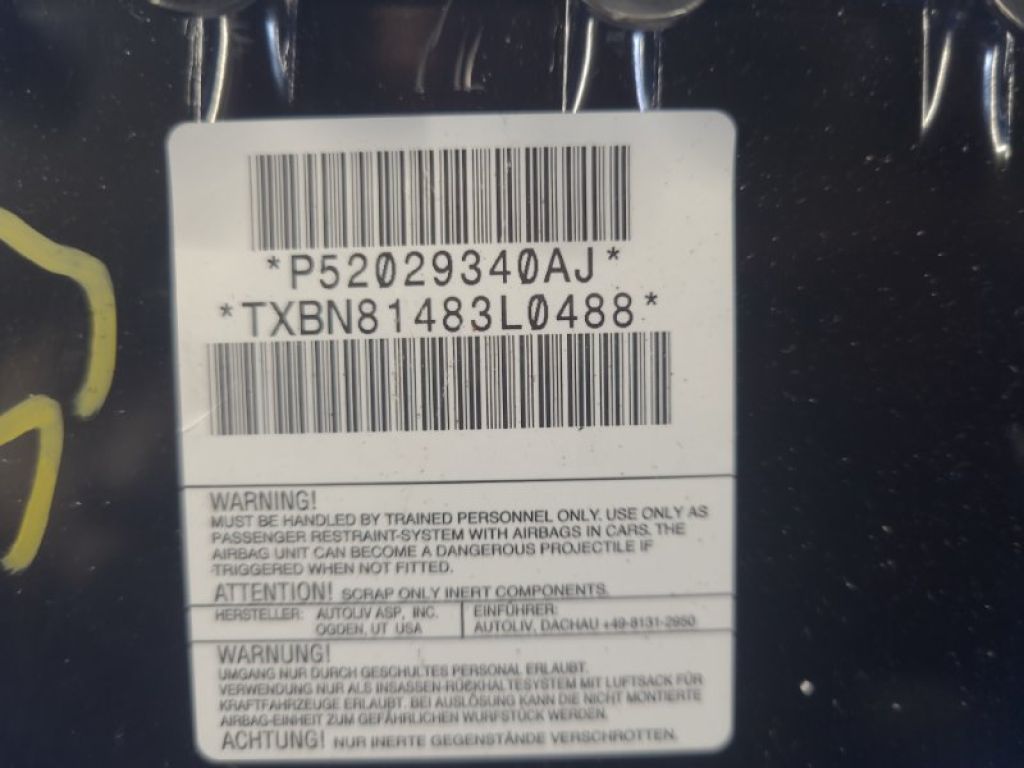 *P52029340AJ*
*TXBN81483L0488*
WARNING!
MUST BE HANDLED BY TRAINED PERSONNEL ONLY. USE ONLY AS
PASSENGER RESTRAINT-SYSTEM WITH AIRBAGS IN CARS. THE
AIRBAG UNIT CAN BECOME A DANGEROUS PROJECTILE IF
TRIGGERED WHEN NOT FITTED.
ATTENTION! SCRAP ONLY INERT COMPONENTS.
HERSTELLER: AUTOLIV ASP, INC.
OGDEN, UT USA
EINFÜHRER:
AUTOLIV, DACHAU +49-8131-2950
WARNUNG!
UMGANG NUR DURCH GESCHULTES PERSONAL ERLAUBT.
VERWENDUNG NUR ALS INSASSEN-RÜCKHALTESYSTEM MIT LUFTSACK FÜR
KRAFTFAHRZEUGE ERLAUBT. BEI AUSLÖSUNG KANN DIE NICHT MONTIERTE
AIRBAG-EINHEIT ZUM GEFÄHRLICHEN WURFSTÜCK WERDEN.
ACHTUNG! NUR INERTE GEGENSTÄNDE VERSCHROTTEN.